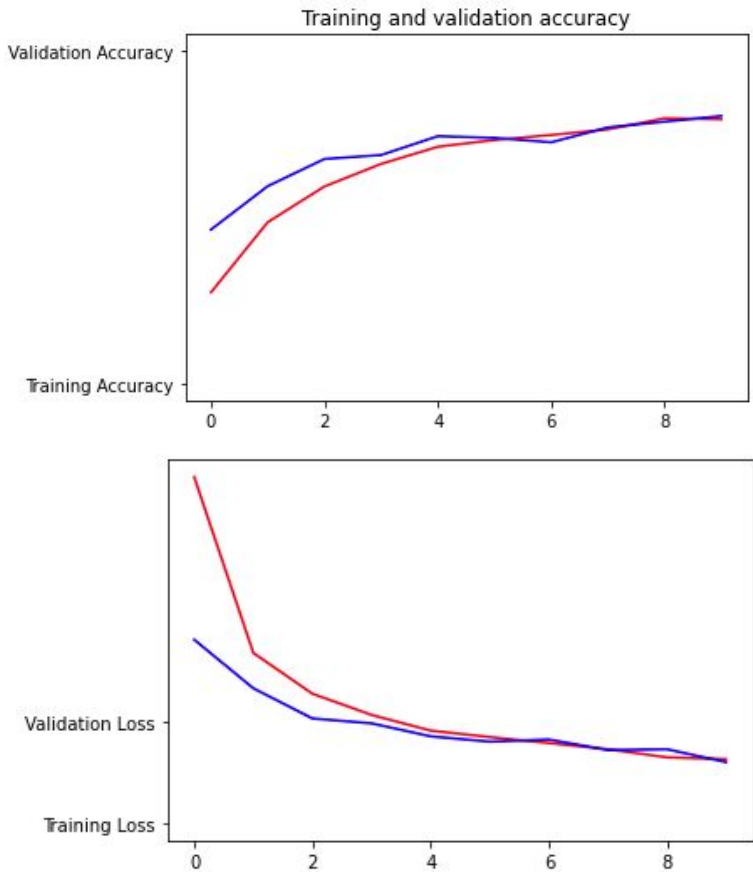 Training and validation accuracy
Validation Accuracy
Training Accuracy
0 2 4 6 8
Validation Loss
Training Loss
0 2 4 6 8